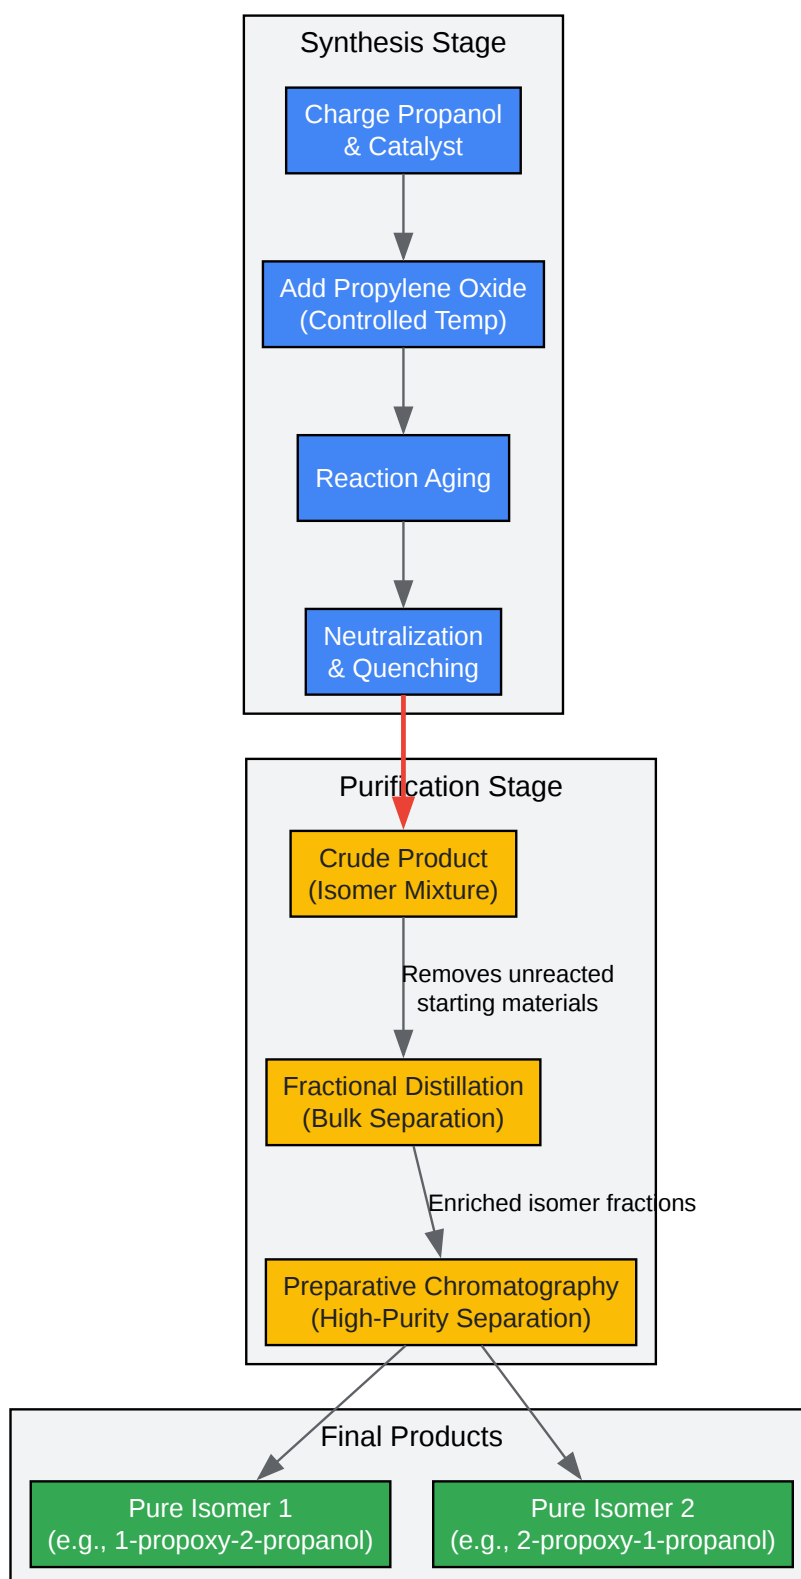 Synthesis Stage
Charge Propanol
& Catalyst
Add Propylene Oxide
(Controlled Temp)
Reaction Aging
Neutralization
& Quenching
Purification Stage
Crude Product
(Isomer Mixture)
Removes unreacted
starting materials
Fractional Distillation
(Bulk Separation)
Enriched isomer fractions
Preparative Chromatography
(High-Purity Separation)
Final Products
Pure Isomer 1
(e.g., 1-propoxy-2-propanol)
Pure Isomer 2
(e.g., 2-propoxy-1-propanol)